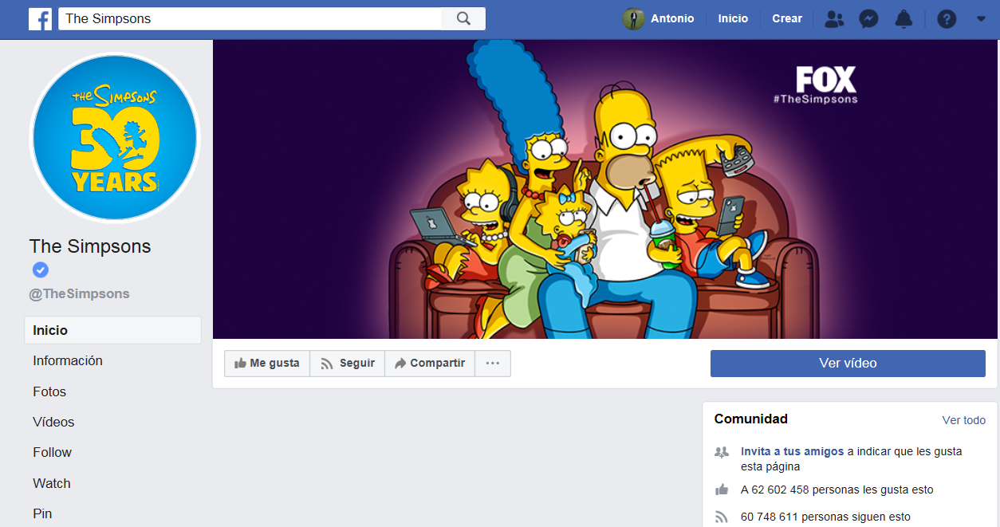 The Simpsons
Antonio
Inicio
Crear
THE SIMPSONS
30
YEARS
FOX
#TheSimpsons
The Simpsons
@TheSimpsons
Inicio
Información
Fotos
Vídeos
Follow
Watch
Pin
Me gusta
Seguir
Compartir
Ver vídeo
Comunidad
Ver todo
Invita a tus amigos a indicar que les gusta
esta página
A 62 602 458 personas les gusta esto
60 748 611 personas siguen esto